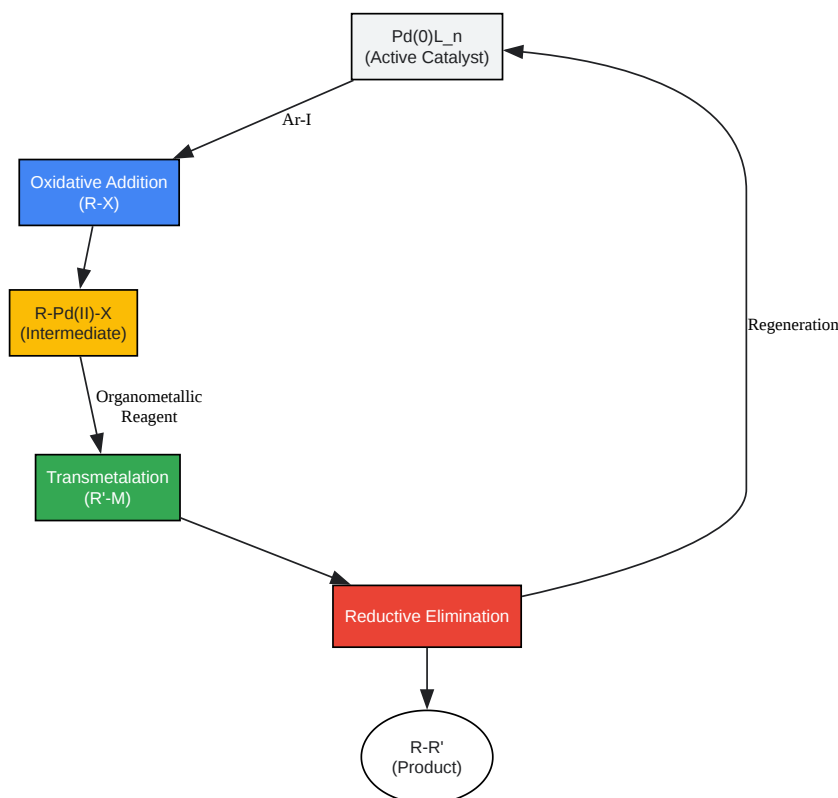 Pd(0)L_n
(Active Catalyst)
Ar-I
Oxidative Addition
(R-X)
R-Pd(II)-X
(Intermediate)
Regeneration
Organometallic
Reagent
Transmetalation
(R'-M)
Reductive Elimination
R-R'
(Product)